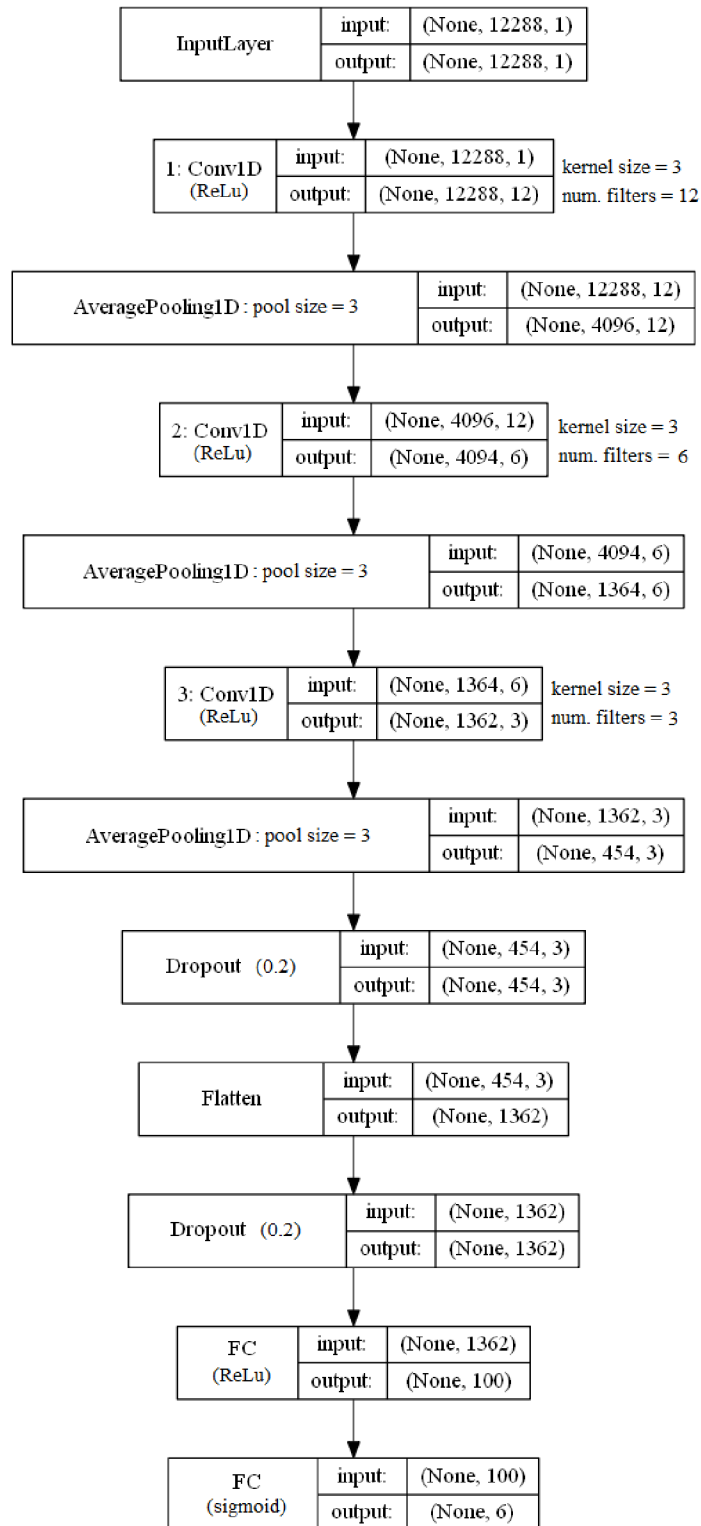 InputLayer input: (None, 12288, 1)
output: (None, 12288, 1)
1: Conv1D (ReLu) input: (None, 12288, 1) kernel size = 3
output: (None, 12288, 12) num. filters = 12
AveragePooling1D : pool size = 3 input: (None, 12288, 12)
output: (None, 4096, 12)
2: Conv1D (ReLu) input: (None, 4096, 12) kernel size = 3
output: (None, 4094, 6) num. filters = 6
AveragePooling1D : pool size = 3 input: (None, 4094, 6)
output: (None, 1364, 6)
3: Conv1D (ReLu) input: (None, 1364, 6) kernel size = 3
output: (None, 1362, 3) num. filters = 3
AveragePooling1D : pool size = 3 input: (None, 1362, 3)
output: (None, 454, 3)
Dropout (0.2) input: (None, 454, 3)
output: (None, 454, 3)
Flatten input: (None, 454, 3)
output: (None, 1362)
Dropout (0.2) input: (None, 1362)
output: (None, 1362)
FC (ReLu) input: (None, 1362)
output: (None, 100)
FC (sigmoid) input: (None, 100)
output: (None, 6)